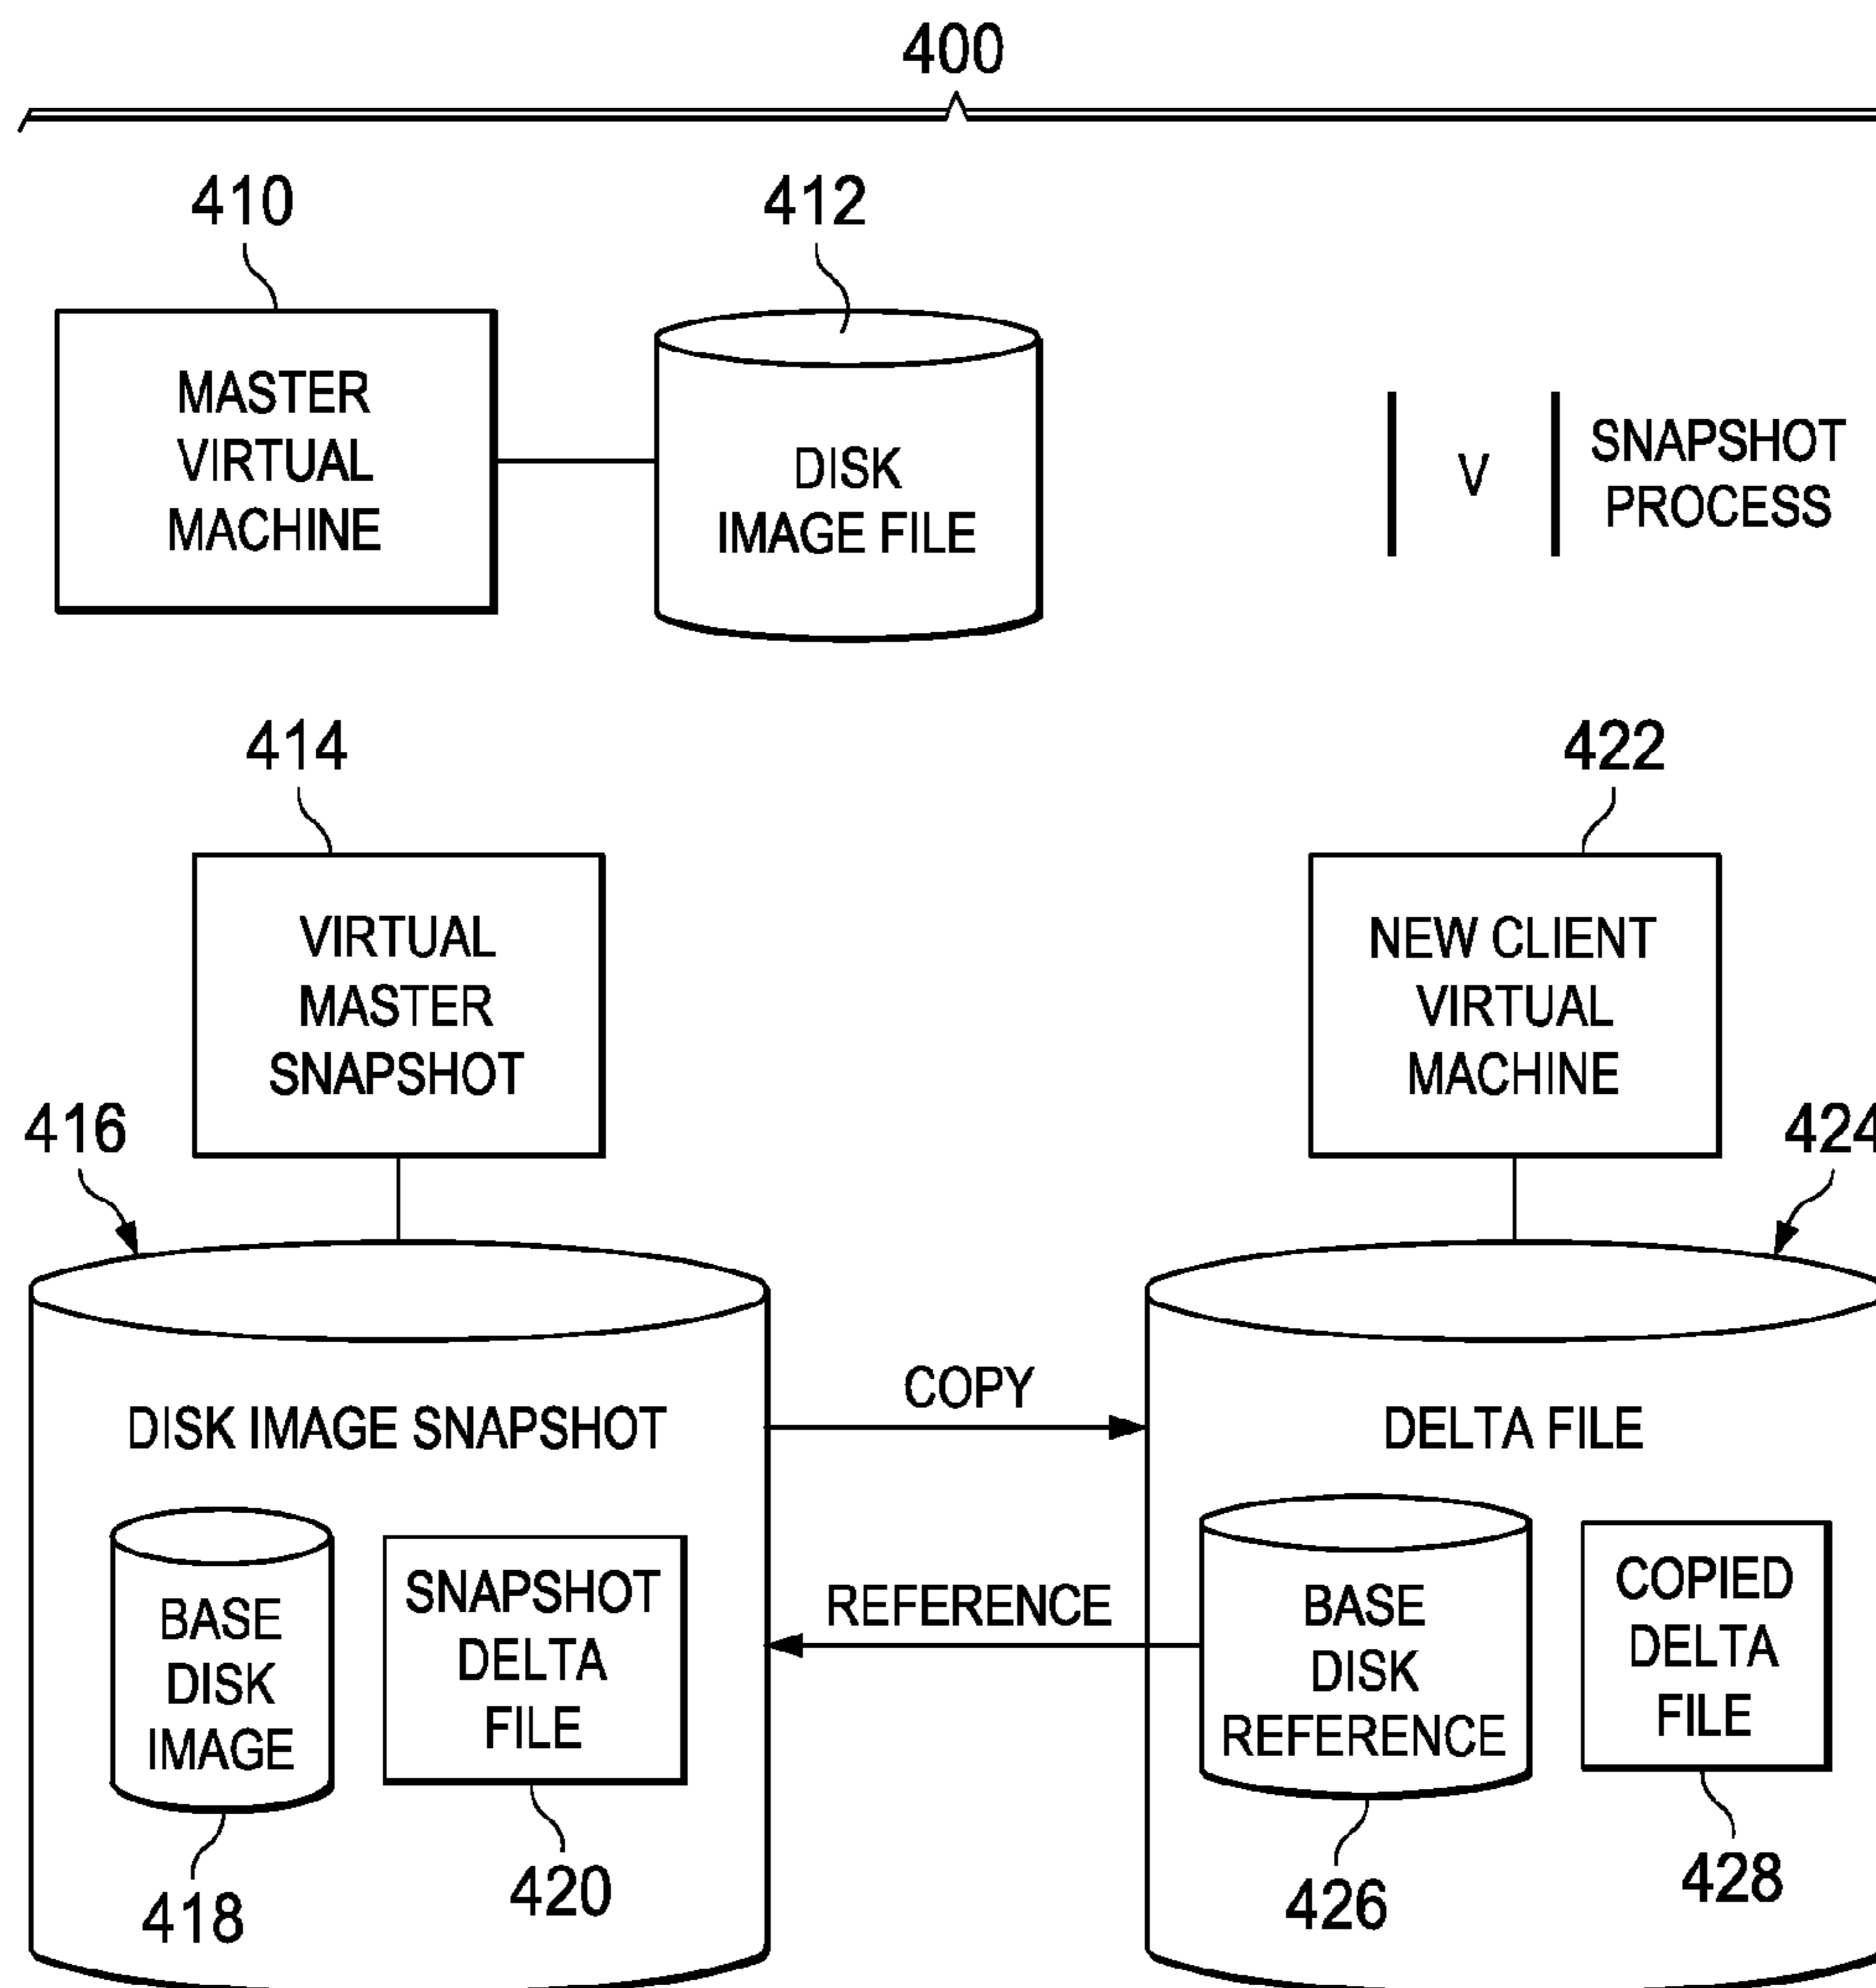 400
410
412
MASTER
VIRTUAL
MACHINE
DISK
IMAGE FILE
V
SNAPSHOT
PROCESS
414
422
VIRTUAL
MASTER
SNAPSHOT
NEW CLIENT
VIRTUAL
MACHINE
416
424
DISK IMAGE SNAPSHOT
COPY
DELTA FILE
BASE
DISK
IMAGE
SNAPSHOT
DELTA
FILE
REFERENCE
BASE
DISK
REFERENCE
COPIED
DELTA
FILE
418
420
426
428